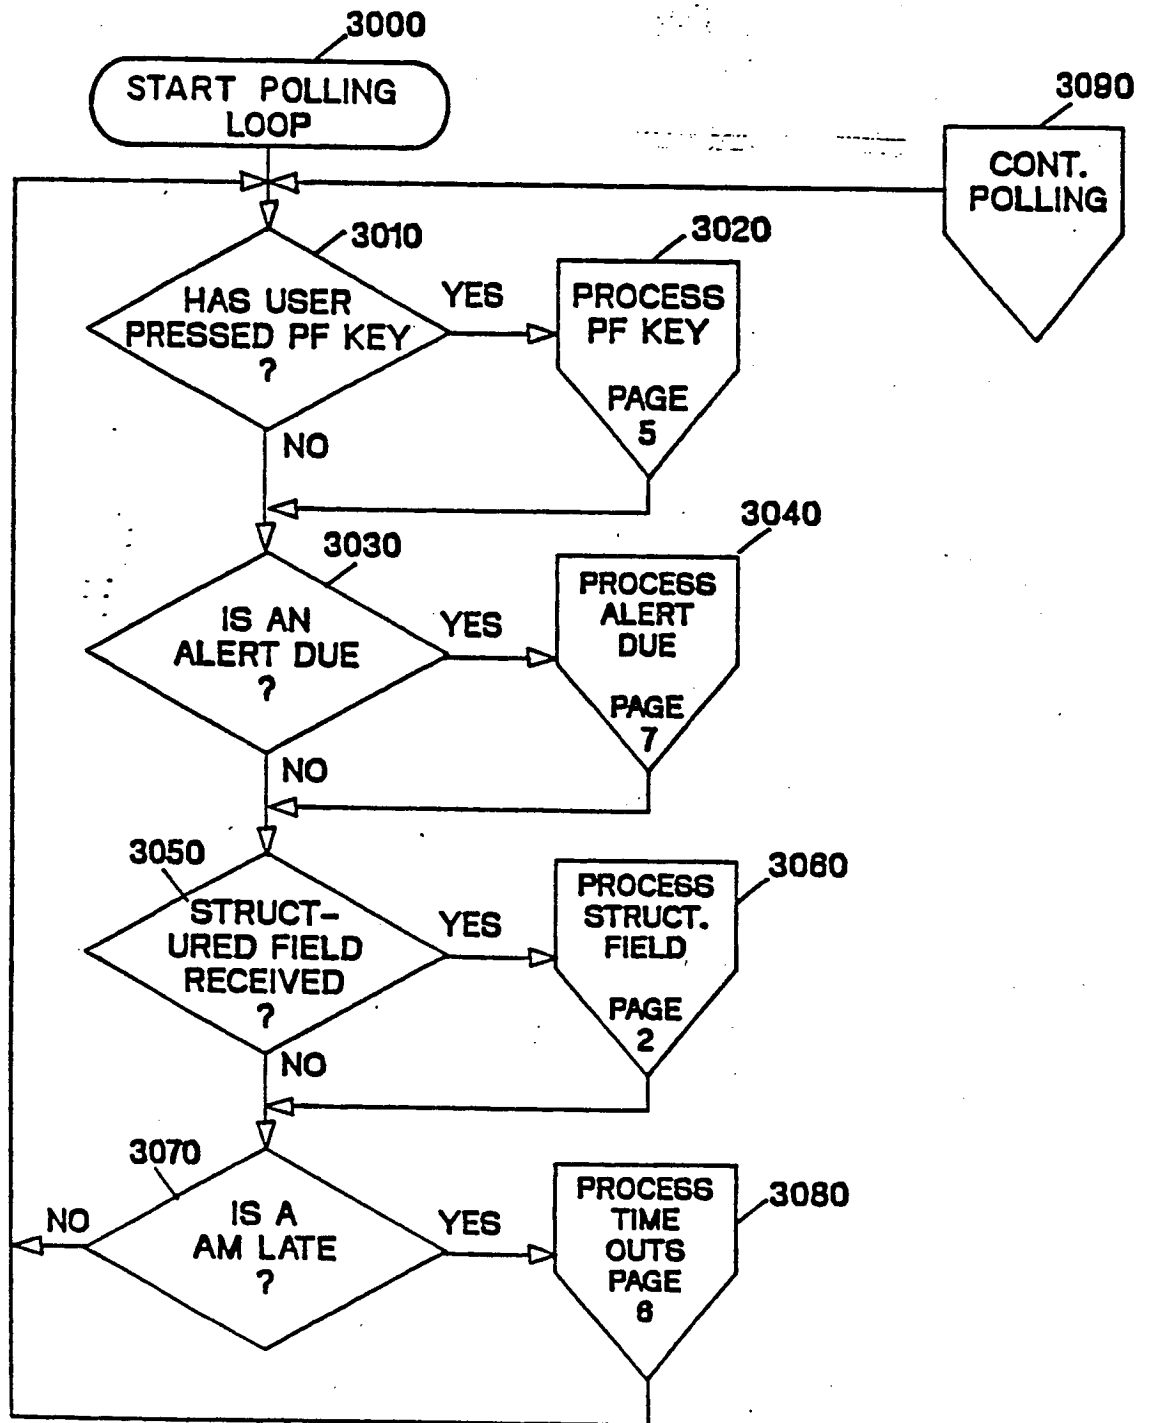 3000
START POLLING
LOOP
3090
CONT.
POLLING
3010
HAS USER
PRESSED PF KEY
?
YES
3020
PROCESS
PF KEY
PAGE
5
NO
3030
IS AN
ALERT DUE
?
YES
3040
PROCESS
ALERT
DUE
PAGE
7
NO
3050
STRUCT-
URED FIELD
RECEIVED
?
YES
3060
PROCESS
STRUCT.
FIELD
PAGE
2
NO
3070
NO
IS A
AM LATE
?
YES
3080
PROCESS
TIME
OUTS
PAGE
6